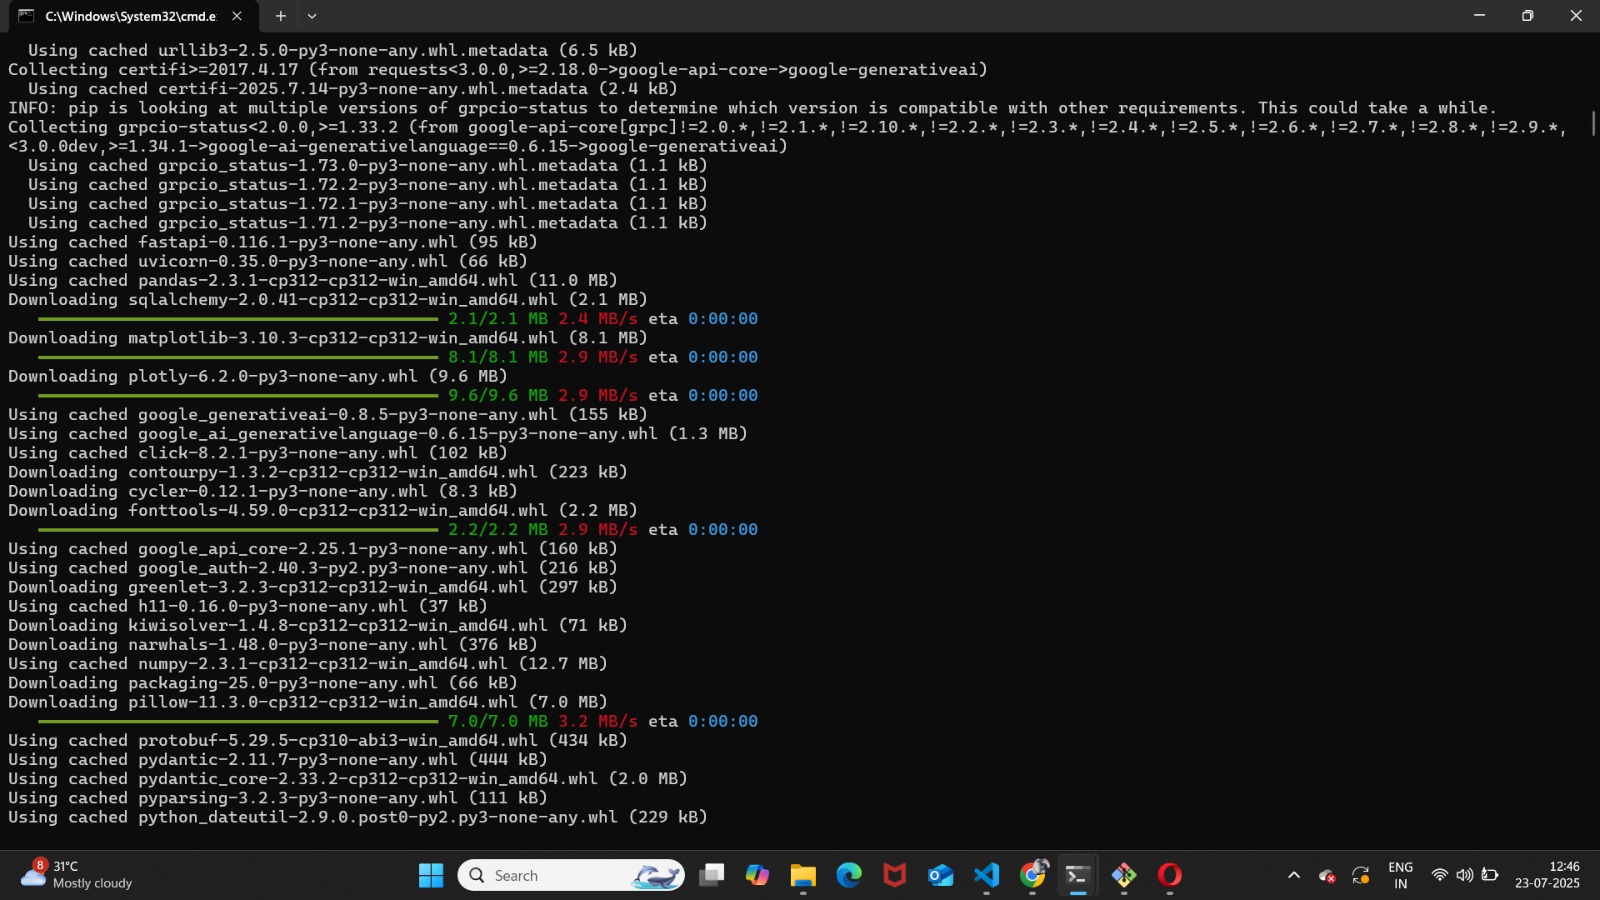 C:\Windows\System32\cmd.e
Using cached urllib3-2.5.0-py3-none-any.whl.metadata (6.5 kB)
Collecting certifi>=2017.4.17 (from requests<3.0.0,>=2.18.0->google-api-core->google-generativeai)
Using cached certifi-2025.7.14-py3-none-any.whl.metadata (2.4 kB)
INFO: pip is looking at multiple versions of grpcio-status to determine which version is compatible with other requirements. This could take a while.
Collecting grpcio-status<2.0.0,>=1.33.2 (from google-api-core[grpc]!=2.0.*,!=2.1.*,!=2.10.*,!=2.2.*,!=2.3.*,!=2.4.*,!=2.5.*,!=2.6.*,!=2.7.*,!=2.8.*,!=2.9.*,
<3.0.0dev,>=1.34.1->google-ai-generativelanguage==0.6.15->google-generativeai)
Using cached grpcio_status-1.73.0-py3-none-any.whl.metadata (1.1 kB)
Using cached grpcio_status-1.72.2-py3-none-any.whl.metadata (1.1 kB)
Using cached grpcio_status-1.72.1-py3-none-any.whl.metadata (1.1 kB)
Using cached grpcio_status-1.71.2-py3-none-any.whl.metadata (1.1 kB)
Using cached fastapi-0.116.1-py3-none-any.whl (95 kB)
Using cached uvicorn-0.35.0-py3-none-any.whl (66 kB)
Using cached pandas-2.3.1-cp312-cp312-win_amd64.whl (11.0 MB)
Downloading sqlalchemy-2.0.41-cp312-cp312-win_amd64.whl (2.1 MB)
2.1/2.1 MB 2.4 MB/s eta 0:00:00
Downloading matplotlib-3.10.3-cp312-cp312-win_amd64.whl (8.1 MB)
8.1/8.1 MB 2.9 MB/s eta 0:00:00
Downloading plotly-6.2.0-py3-none-any.whl (9.6 MB)
9.6/9.6 MB 2.9 MB/s eta 0:00:00
Using cached google_generativeai-0.8.5-py3-none-any.whl (155 kB)
Using cached google_ai_generativelanguage-0.6.15-py3-none-any.whl (1.3 MB)
Using cached click-8.2.1-py3-none-any.whl (102 kB)
Downloading contourpy-1.3.2-cp312-cp312-win_amd64.whl (223 kB)
Downloading cycler-0.12.1-py3-none-any.whl (8.3 kB)
Downloading fonttools-4.59.0-cp312-cp312-win_amd64.whl (2.2 MB)
2.2/2.2 MB 2.9 MB/s eta 0:00:00
Using cached google_api_core-2.25.1-py3-none-any.whl (160 kB)
Using cached google_auth-2.40.3-py2.py3-none-any.whl (216 kB)
Downloading greenlet-3.2.3-cp312-cp312-win_amd64.whl (297 kB)
Using cached h11-0.16.0-py3-none-any.whl (37 kB)
Downloading kiwisolver-1.4.8-cp312-cp312-win_amd64.whl (71 kB)
Downloading narwhals-1.48.0-py3-none-any.whl (376 kB)
Using cached numpy-2.3.1-cp312-cp312-win_amd64.whl (12.7 MB)
Downloading packaging-25.0-py3-none-any.whl (66 kB)
Downloading pillow-11.3.0-cp312-cp312-win_amd64.whl (7.0 MB)
7.0/7.0 MB 3.2 MB/s eta 0:00:00
Using cached protobuf-5.29.5-cp310-abi3-win_amd64.whl (434 kB)
Using cached pydantic-2.11.7-py3-none-any.whl (444 kB)
Using cached pydantic_core-2.33.2-cp312-cp312-win_amd64.whl (2.0 MB)
Using cached pyparsing-3.2.3-py3-none-any.whl (111 kB)
Using cached python_dateutil-2.9.0.post0-py2.py3-none-any.whl (229 kB)
8
31°C
Mostly cloudy
Search
ENG
IN
12:46
23-07-2025